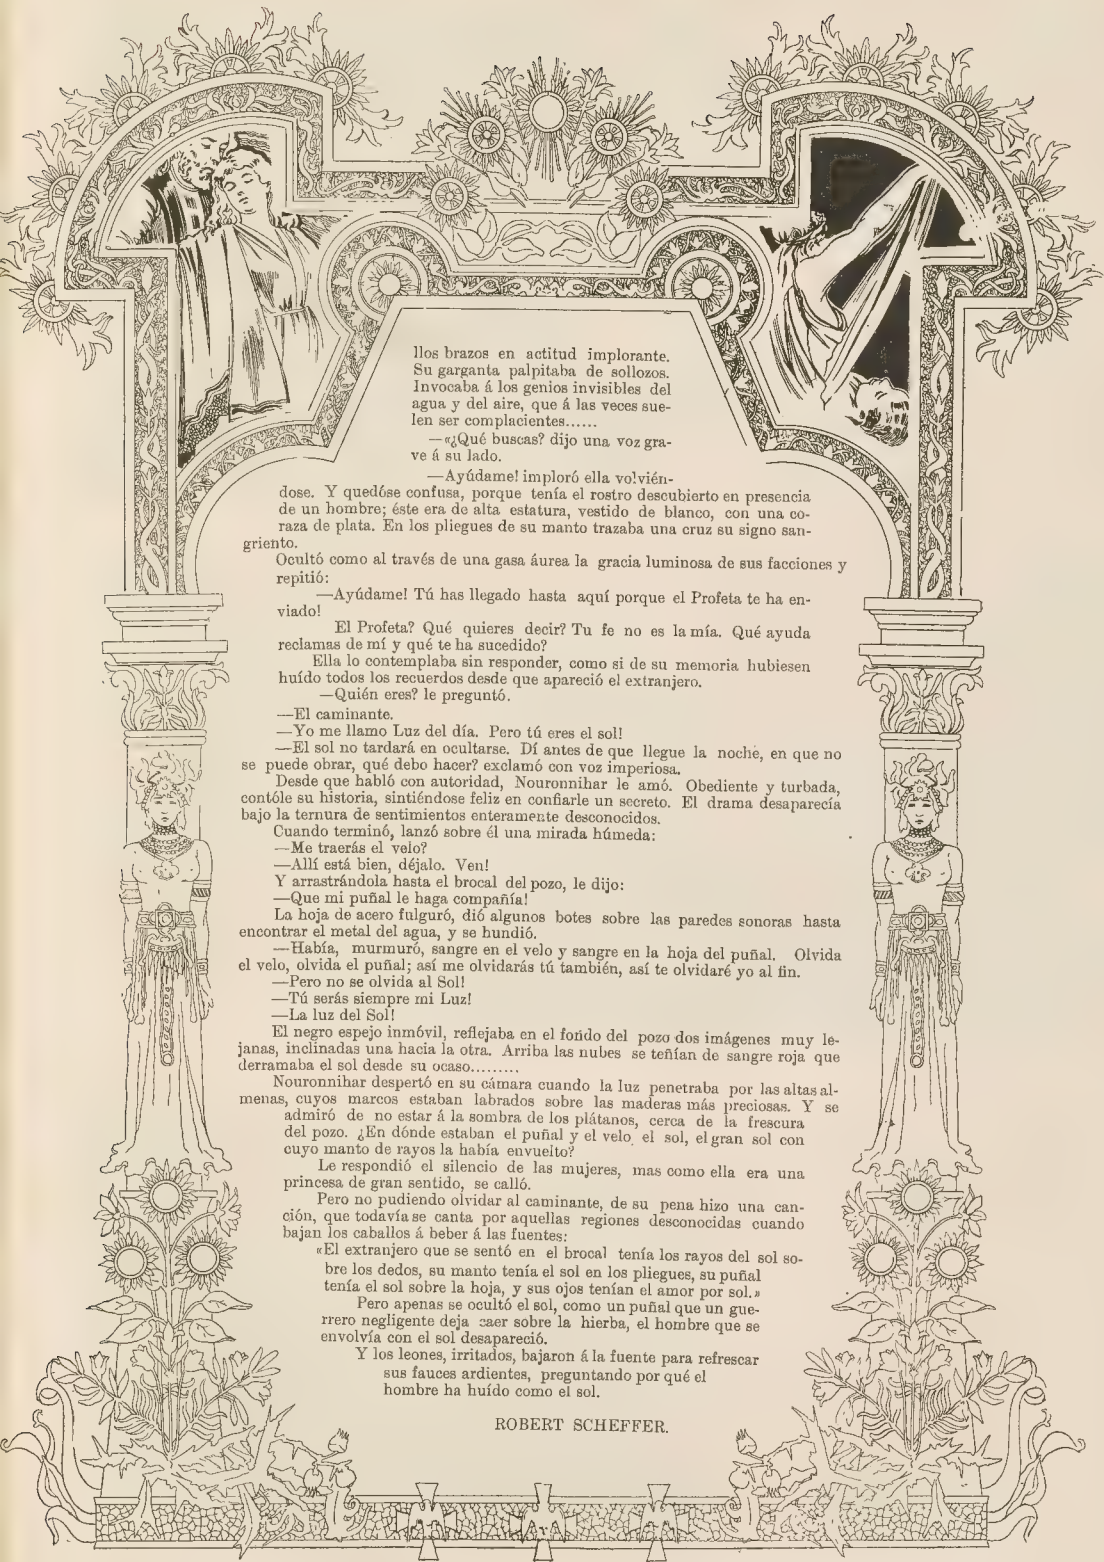 llos brazos en actitud implorante.
Su garganta palpitaba de sollozos.
Invocaba á los genios invisibles del
agua y del aire, que á las veces sue-
len ser complacientes......
—«¿Qué buscas? dijo una voz gra-
ve á su lado.
—Ayúdame! imploró ella volvién-
dose. Y quedóse confusa, porque tenía el rostro descubierto en presencia
de un hombre; éste era de alta estatura, vestido de blanco, con una co-
raza de plata. En los pliegues de su manto trazaba una cruz su signo san-
griento.
Ocultó como al través de una gasa áurea la gracia luminosa de sus facciones y
repitió:
—Ayúdame! Tú has llegado hasta aquí porque el Profeta te ha en-
viado!
El Profeta? Qué quieres decir? Tu fe no es la mía. Qué ayuda
reclamas de mí y qué te ha sucedido?
Ella lo contemplaba sin responder, como si de su memoria hubiesen
huído todos los recuerdos desde que apareció el extranjero.
—Quién eres? le preguntó.
—El caminante.
—Yo me llamo Luz del día. Pero tú eres el sol!
—El sol no tardará en ocultarse. Dí antes de que llegue la noche, en que no
se puede obrar, qué debo hacer? exclamó con voz imperiosa.
Desde que habló con autoridad, Nouronnihar le amó. Obediente y turbada,
contóle su historia, sintiéndose feliz en confiarle un secreto. El drama desaparecía
bajo la ternura de sentimientos enteramente desconocidos.
Cuando terminó, lanzó sobre él una mirada húmeda:
—Me traerás el velo?
—Allí está bien, déjalo. Ven!
Y arrastrándola hasta el brocal del pozo, le dijo:
—Que mi puñal le haga compañía!
La hoja de acero fulguró, dió algunos botes sobre las paredes sonoras hasta
encontrar el metal del agua, y se hundió.
—Había, murmuró, sangre en el velo y sangre en la hoja del puñal. Olvida
el velo, olvida el puñal; así me olvidarás tú también, así te olvidaré yo al fin.
—Pero no se olvida al Sol!
—Tú serás siempre mi Luz!
—La luz del Sol!
El negro espejo inmóvil, reflejaba en el fondo del pozo dos imágenes muy le-
janas, inclinadas una hacia la otra. Arriba las nubes se teñían de sangre roja que
derramaba el sol desde su ocaso.........
Nouronnihar despertó en su cámara cuando la luz penetraba por las altas al-
menas, cuyos marcos estaban labrados sobre las maderas más preciosas. Y se
admiró de no estar á la sombra de los plátanos, cerca de la frescura
del pozo. ¿En dónde estaban el puñal y el velo, el sol, el gran sol con
cuyo manto de rayos la había envuelto?
Le respondió el silencio de las mujeres, mas como ella era una
princesa de gran sentido, se calló.
Pero no pudiendo olvidar al caminante, de su pena hizo una can-
ción, que todavía se canta por aquellas regiones desconocidas cuando
bajan los caballos á beber á las fuentes:
«El extranjero que se sentó en el brocal tenía los rayos del sol so-
bre los dedos, su manto tenía el sol en los pliegues, su puñal
tenía el sol sobre la hoja, y sus ojos tenían el amor por sol.»
Pero apenas se ocultó el sol, como un puñal que un gue-
rrero negligente deja caer sobre la hierba, el hombre que se
envolvía con el sol desapareció.
Y los leones, irritados, bajaron á la fuente para refrescar
sus fauces ardientes, preguntando por qué el
hombre ha huído como el sol.
ROBERT SCHEFFER.